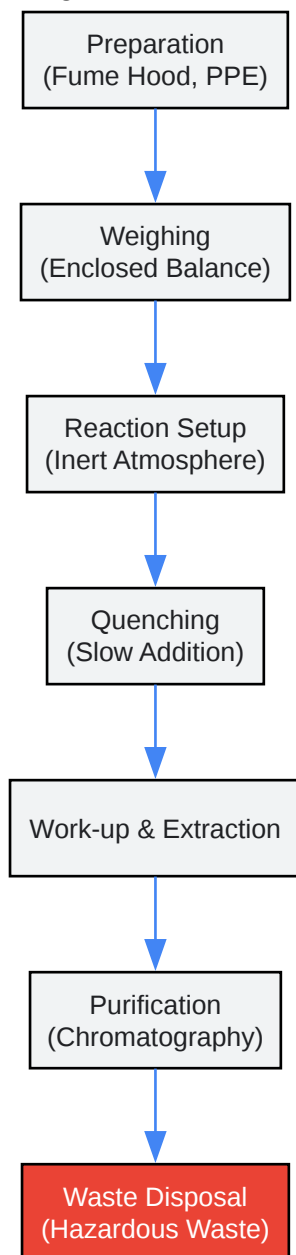 Preparation
(Fume Hood, PPE)
Weighing
(Enclosed Balance)
Reaction Setup
(Inert Atmosphere)
Quenching
(Slow Addition)
Work-up & Extraction
Purification
(Chromatography)
Waste Disposal
(Hazardous Waste)